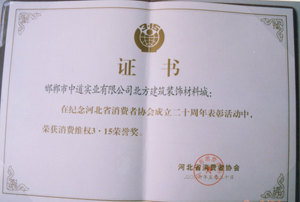 证书
邯郸市中道实业有限公司北方建筑装饰材料城:
在纪念河北省消费者协会成立二十周年表彰活动中,
荣获消费维权3·15荣誉奖。
河北省消费者协会